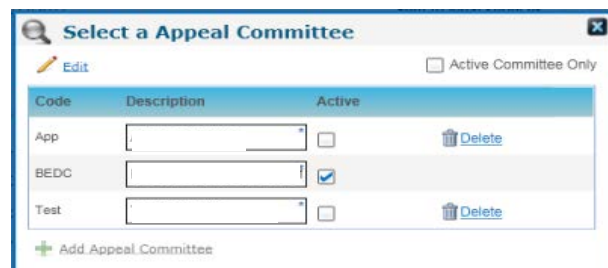 Select a Appeal Committee
Edit
Active Committee Only
Code Description Active
App * Delete
BEDC
Test * Delete
Add Appeal Committee